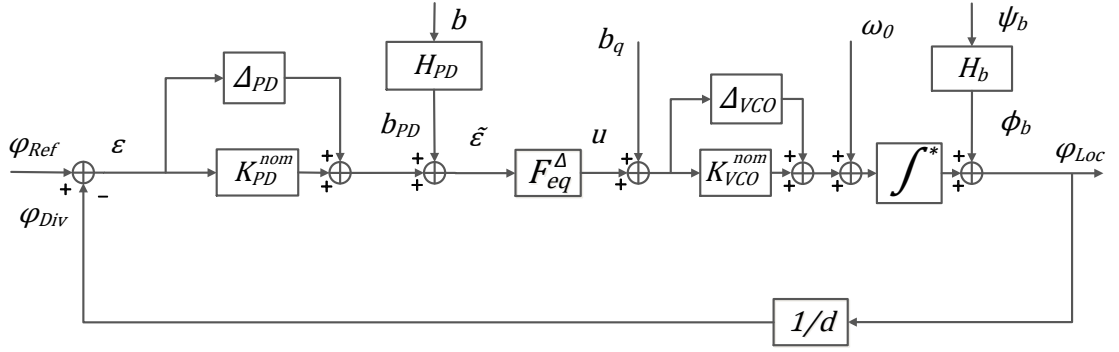 b
ψ_b
b_q
ω_0
H_PD
H_b
Δ_PD
Δ_VCO
b_PD
ε̃
ϕ_b
φ_Ref
ε
u
φ_Loc
+
+
+
+
K_PD^nom
F_eq^Δ
K_VCO^nom
∫*
+
−
+
+
+
+
+
+
φ_Div
1/d